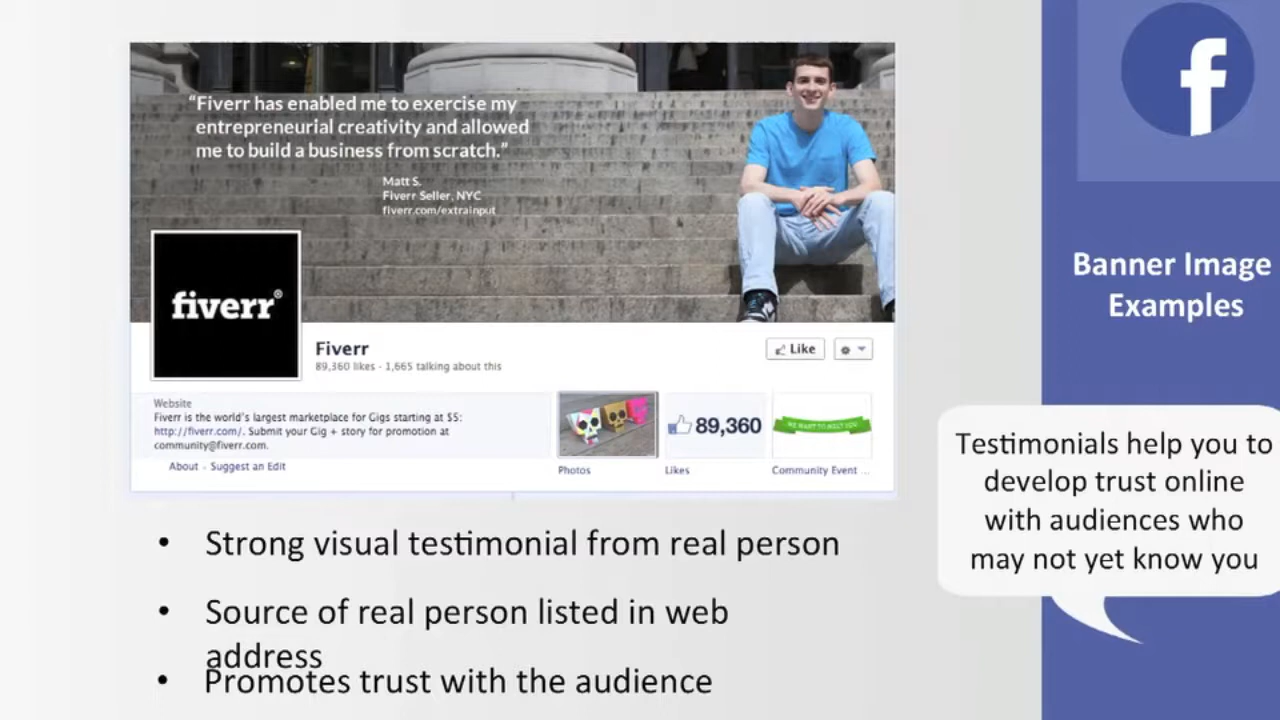 “Fiverr has enabled me to exercise my
entrepreneurial creativity and allowed
me to build a business from scratch.”
Matt S.
Fiverr Seller, NYC
fiverr.com/extrainput
fiverr®
Fiverr
89,360 likes · 1,665 talking about this
Like
Website
Fiverr is the world's largest marketplace for Gigs starting at $5:
http://fiverr.com/. Submit your Gig + story for promotion at
community@fiverr.com.
About - Suggest an Edit
89,360
WE WANT TO MEET YOU
Photos
Likes
Community Event ...
• Strong visual testimonial from real person
• Source of real person listed in web
address
• Promotes trust with the audience
f
Banner Image
Examples
Testimonials help you to
develop trust online
with audiences who
may not yet know you